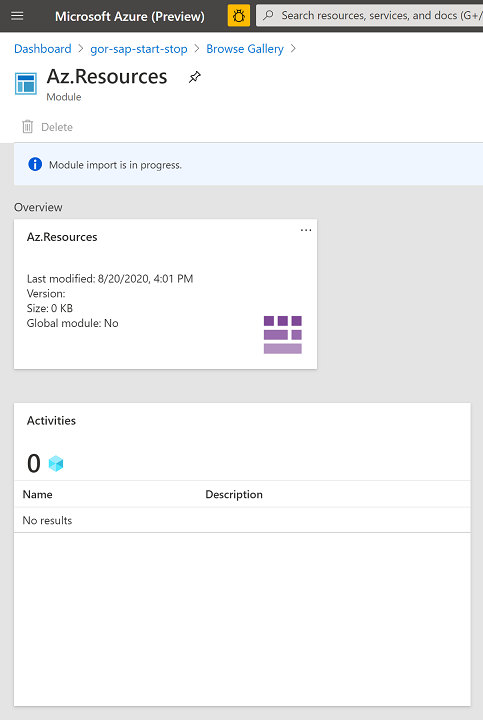 Microsoft Azure (Preview)
Search resources, services, and docs (G+/
Dashboard > gor-sap-start-stop > Browse Gallery >
Az.Resources
Module
Delete
Module import is in progress.
Overview
Az.Resources
...
Last modified: 8/20/2020, 4:01 PM
Version:
Size: 0 KB
Global module: No
Activities
0
Name Description
No results